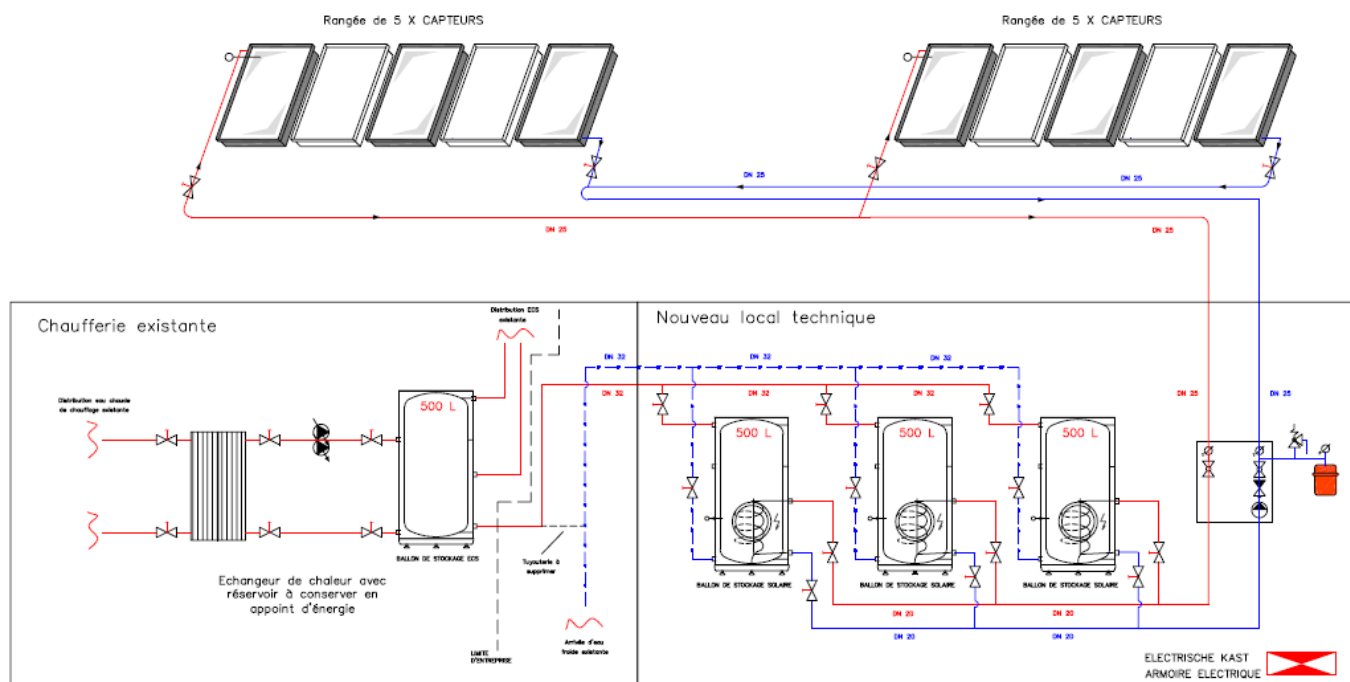 Rangée de 5 X CAPTEURS
Rangée de 5 X CAPTEURS
DN 25
DN 25
DN 25
DN 25
Chaufferie existante
Distribution ECS
existante
Nouveau local technique
DN 32
DN 32
DN 32
DN 32
DN 32
DN 32
DN 25
DN 25
Distribution eau chaude
de chauffage existante
500 L
500 L
500 L
500 L
BALLON DE STOCKAGE ECS
Tuyauterie à
supprimer
BALLON DE STOCKAGE SOLAIRE
BALLON DE STOCKAGE SOLAIRE
BALLON DE STOCKAGE SOLAIRE
Echangeur de chaleur avec
réservoir à conserver en
appoint d'énergie
DN 20
DN 20
DN 20
DN 20
Arrivée d'eau
froide existante
LIMITE
D'ENTREPRISE
ELECTRISCHE KAST
ARMOIRE ELECTRIQUE